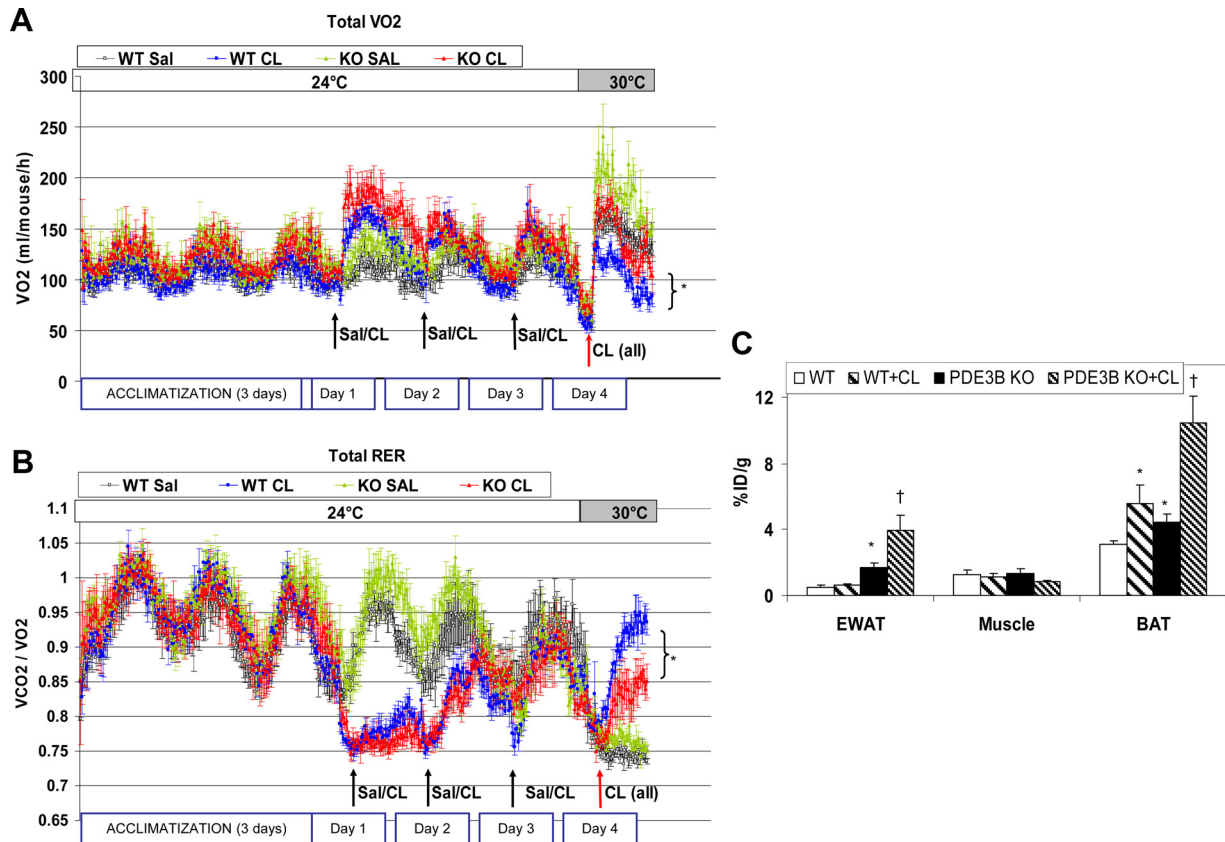 A
Total VO2
WT Sal WT CL KO SAL KO CL
24°C 30°C
300
250
200
150
100
50
0
VO2 (ml/mouse/h)
*
Sal/CL Sal/CL Sal/CL CL (all)
ACCLIMATIZATION (3 days) Day 1 Day 2 Day 3 Day 4
B
Total RER
WT Sal WT CL KO SAL KO CL
24°C 30°C
1.1
1.05
1
0.95
0.9
0.85
0.8
0.75
0.7
0.65
VCO2 / VO2
*
Sal/CL Sal/CL Sal/CL CL (all)
ACCLIMATIZATION (3 days) Day 1 Day 2 Day 3 Day 4
C
WT WT+CL PDE3B KO PDE3B KO+CL
12
8
4
0
%ID/g
* † * * †
EWAT Muscle BAT